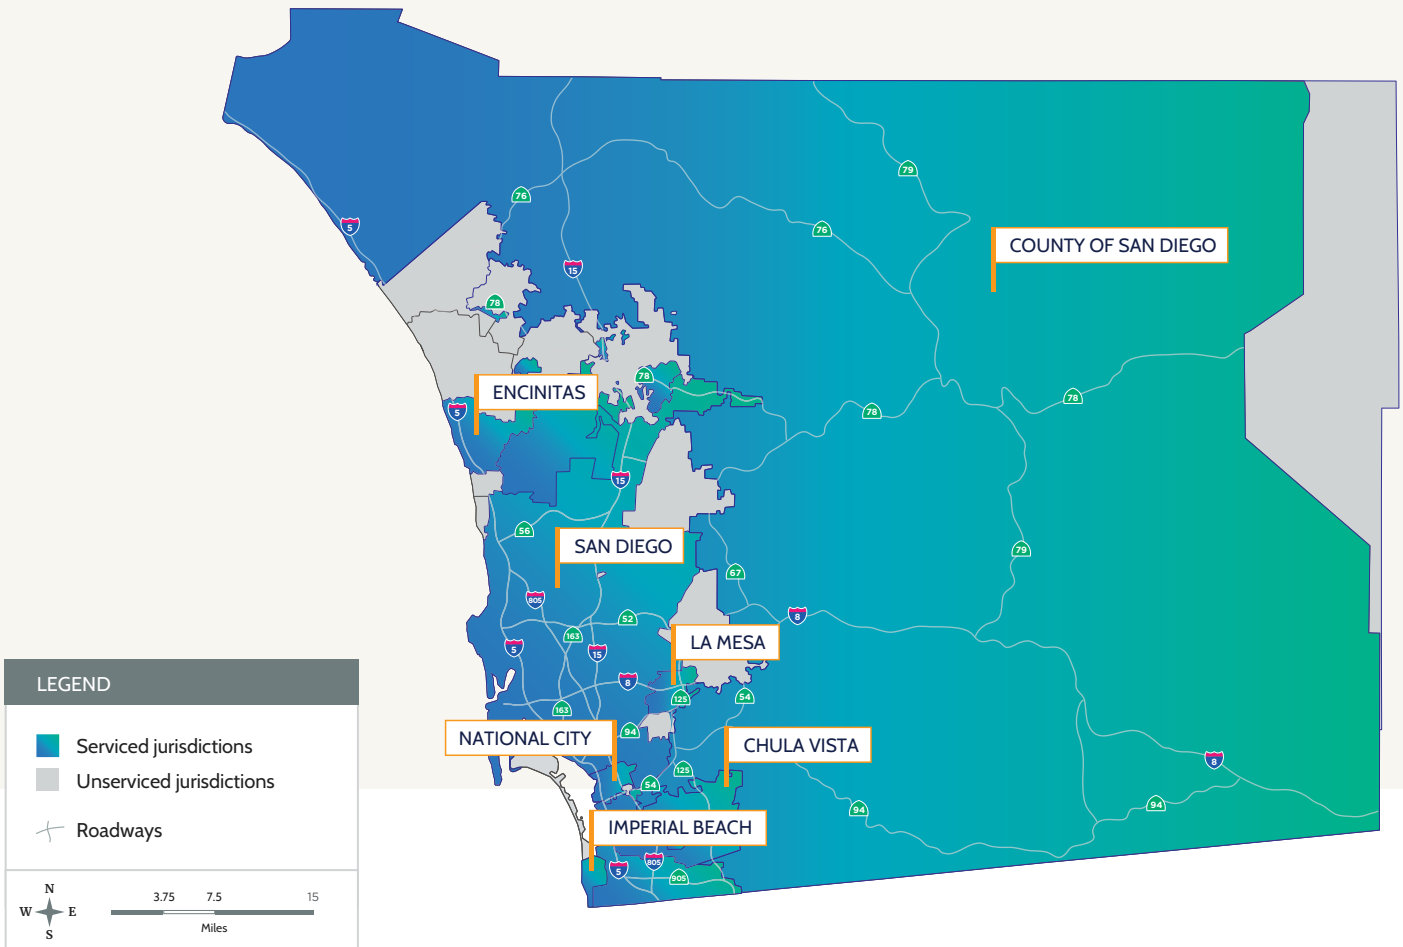 79
76
5
76
COUNTY OF SAN DIEGO
15
78
78
ENCINITAS
5
78
78
15
56
SAN DIEGO
79
67
805
52
8
163
LA MESA
5
15
8
125
54
163
94
NATIONAL CITY
CHULA VISTA
125
8
54
94
94
IMPERIAL BEACH
805
5
905
LEGEND
Serviced jurisdictions
Unserviced jurisdictions
Roadways
N
W E
S
3.75 7.5 15
Miles